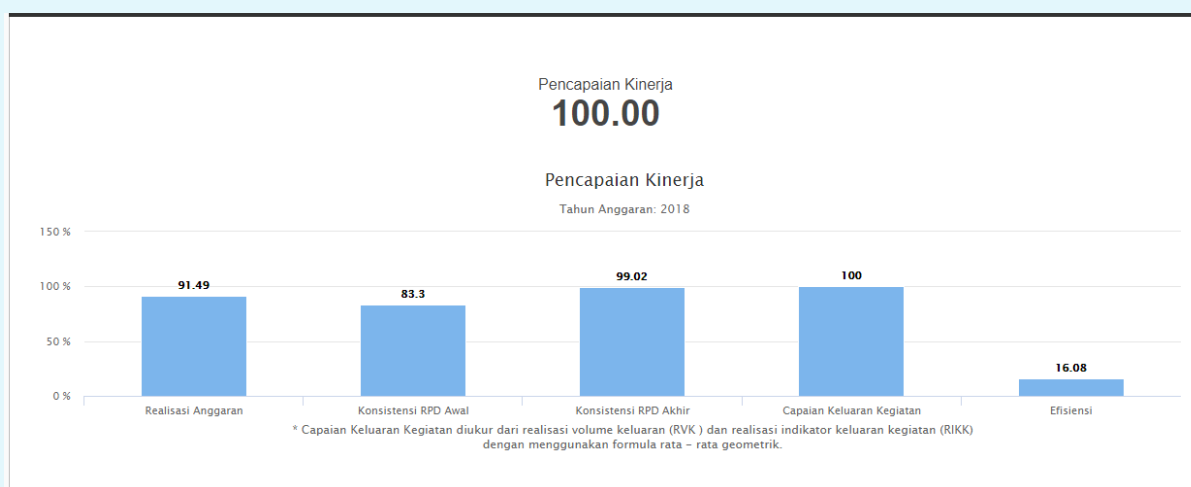 Pencapaian Kinerja
100.00
Pencapaian Kinerja
Tahun Anggaran: 2018
150 %
100 %
50 %
0 %
91.49
83.3
99.02
100
16.08
Realisasi Anggaran
Konsistensi RPD Awal
Konsistensi RPD Akhir
Capaian Keluaran Kegiatan
Efisiensi
* Capaian Keluaran Kegiatan diukur dari realisasi volume keluaran (RVK ) dan realisasi indikator keluaran kegiatan (RIKK)
dengan menggunakan formula rata - rata geometrik.